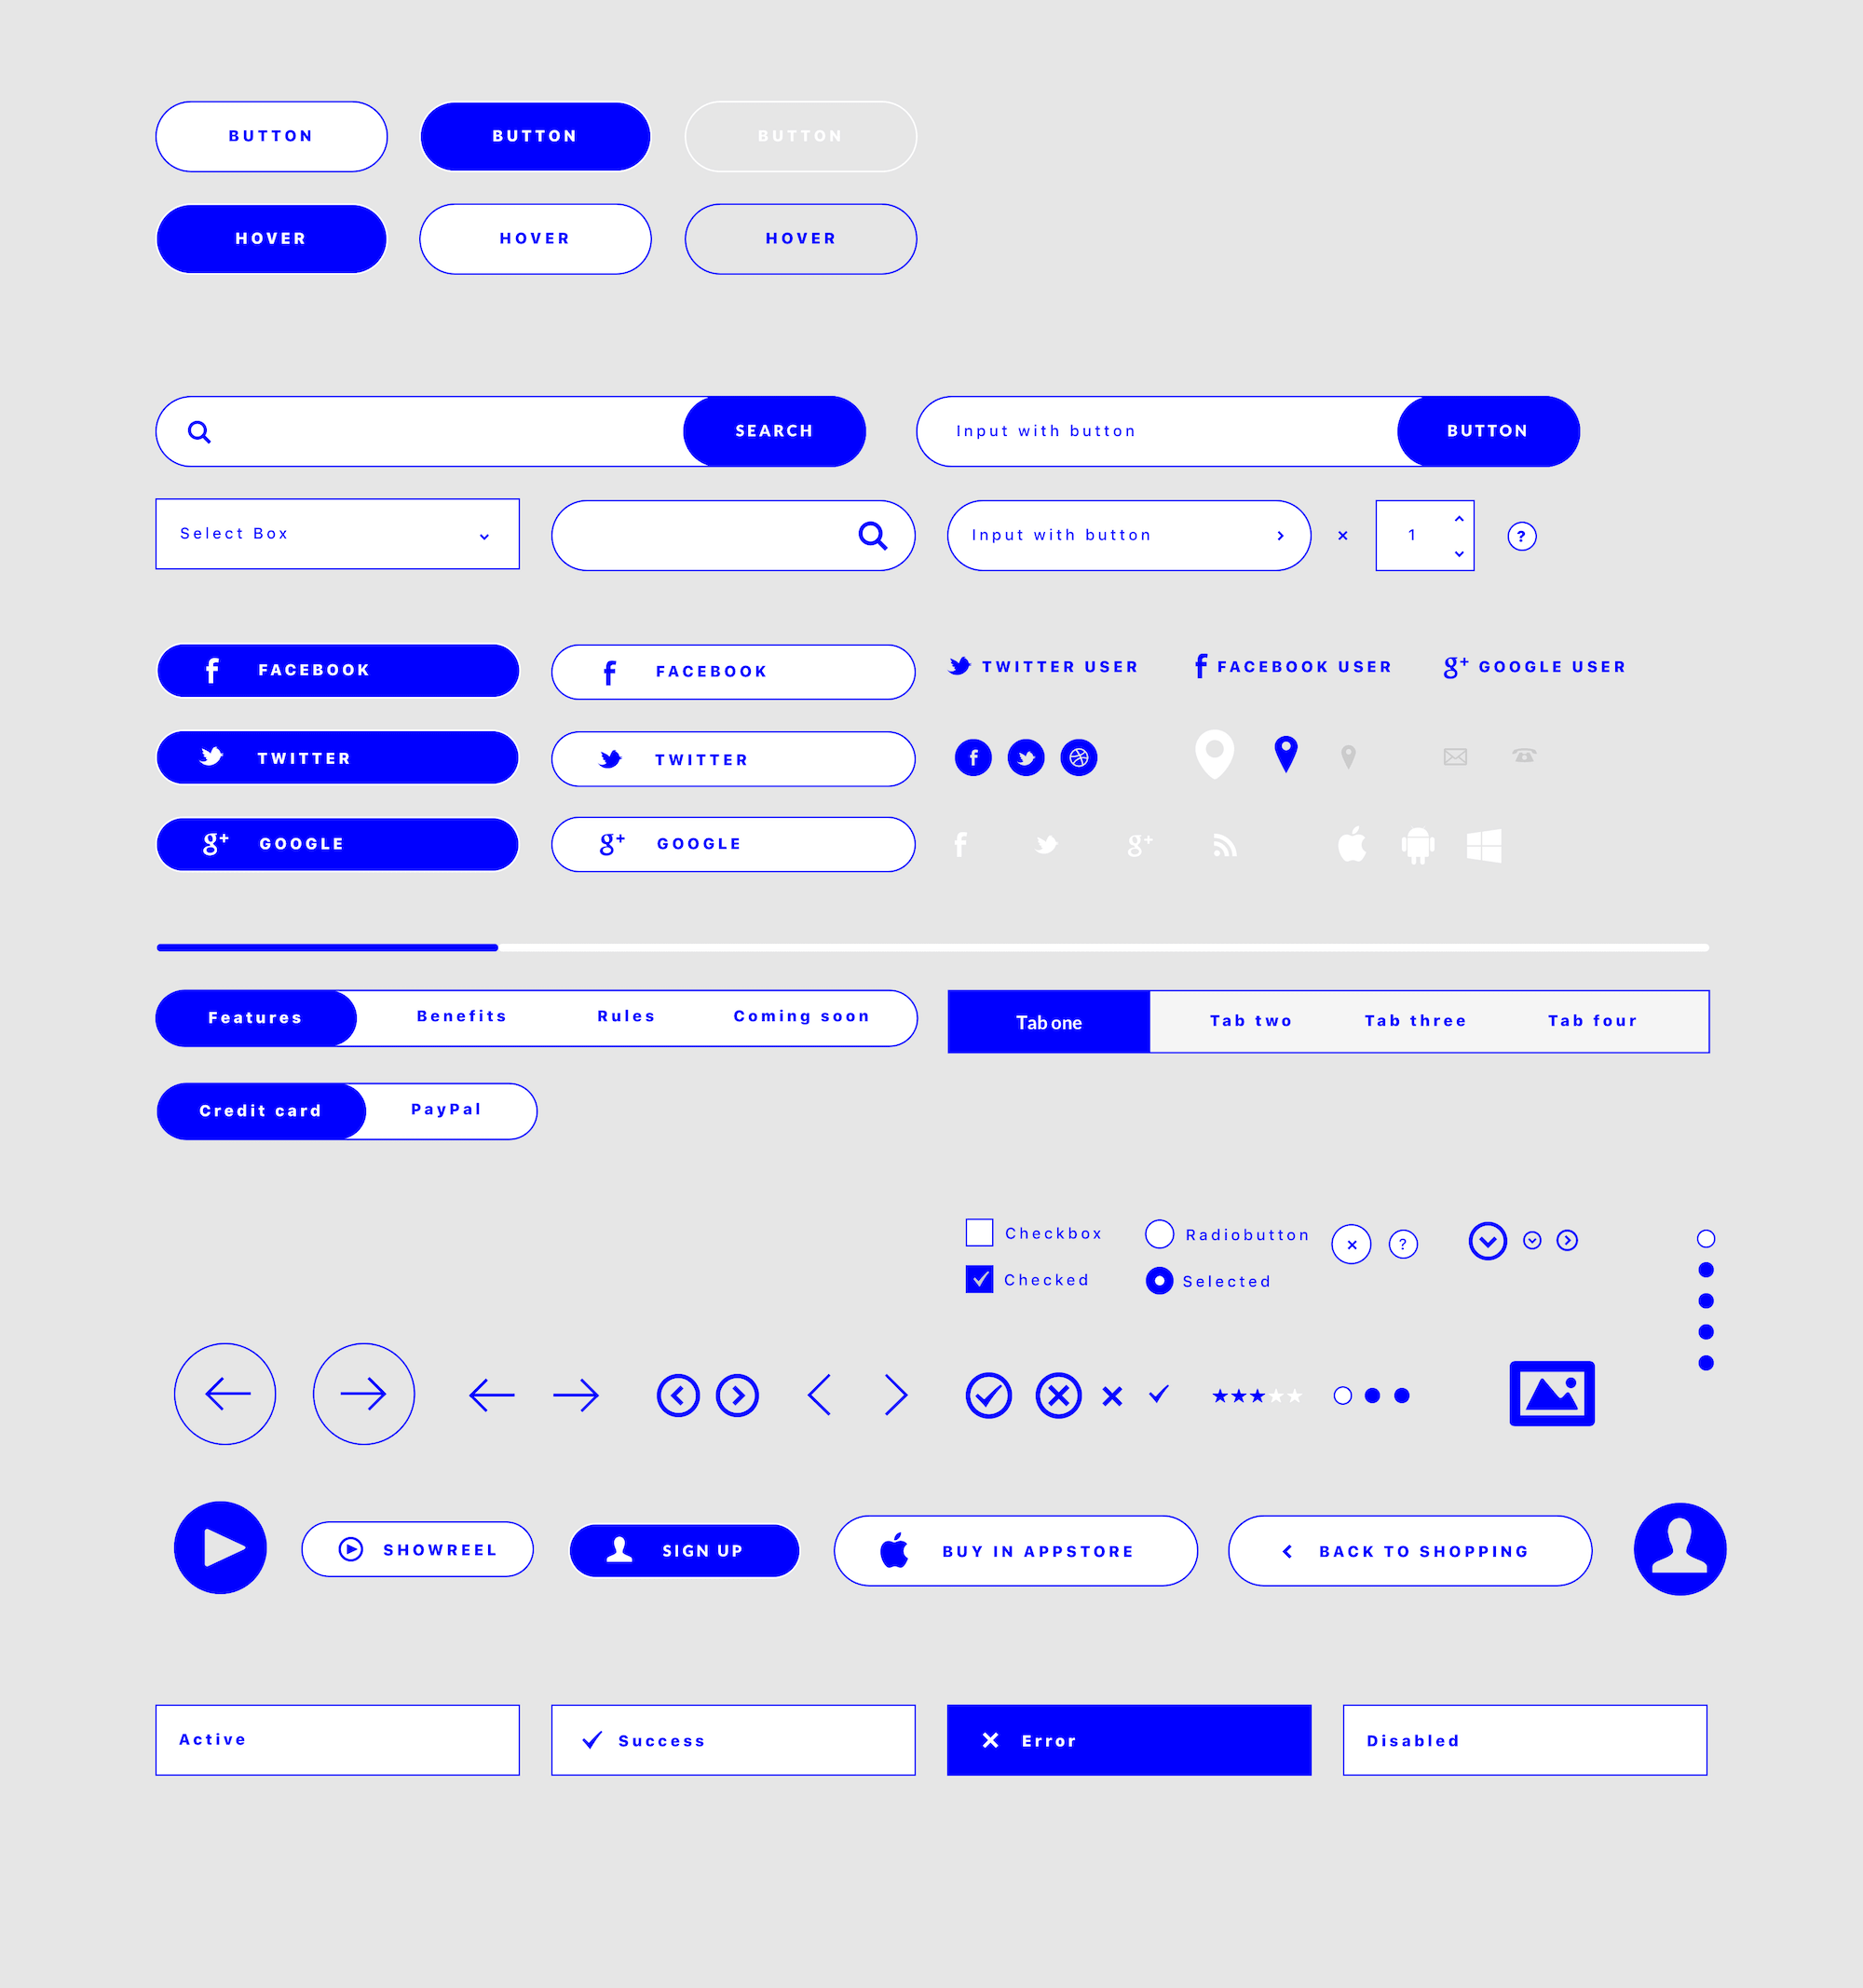 BUTTON BUTTON BUTTON
HOVER HOVER HOVER
SEARCH Input with button BUTTON
Select Box Input with button × 1 ?
FACEBOOK FACEBOOK TWITTER USER FACEBOOK USER g+ GOOGLE USER
TWITTER TWITTER
g+ GOOGLE g+ GOOGLE g+
Features Benefits Rules Coming soon Tab one Tab two Tab three Tab four
Credit card PayPal
Checkbox Radiobutton × ?
Checked Selected
SHOWREEL SIGN UP BUY IN APPSTORE BACK TO SHOPPING
Active Success Error Disabled